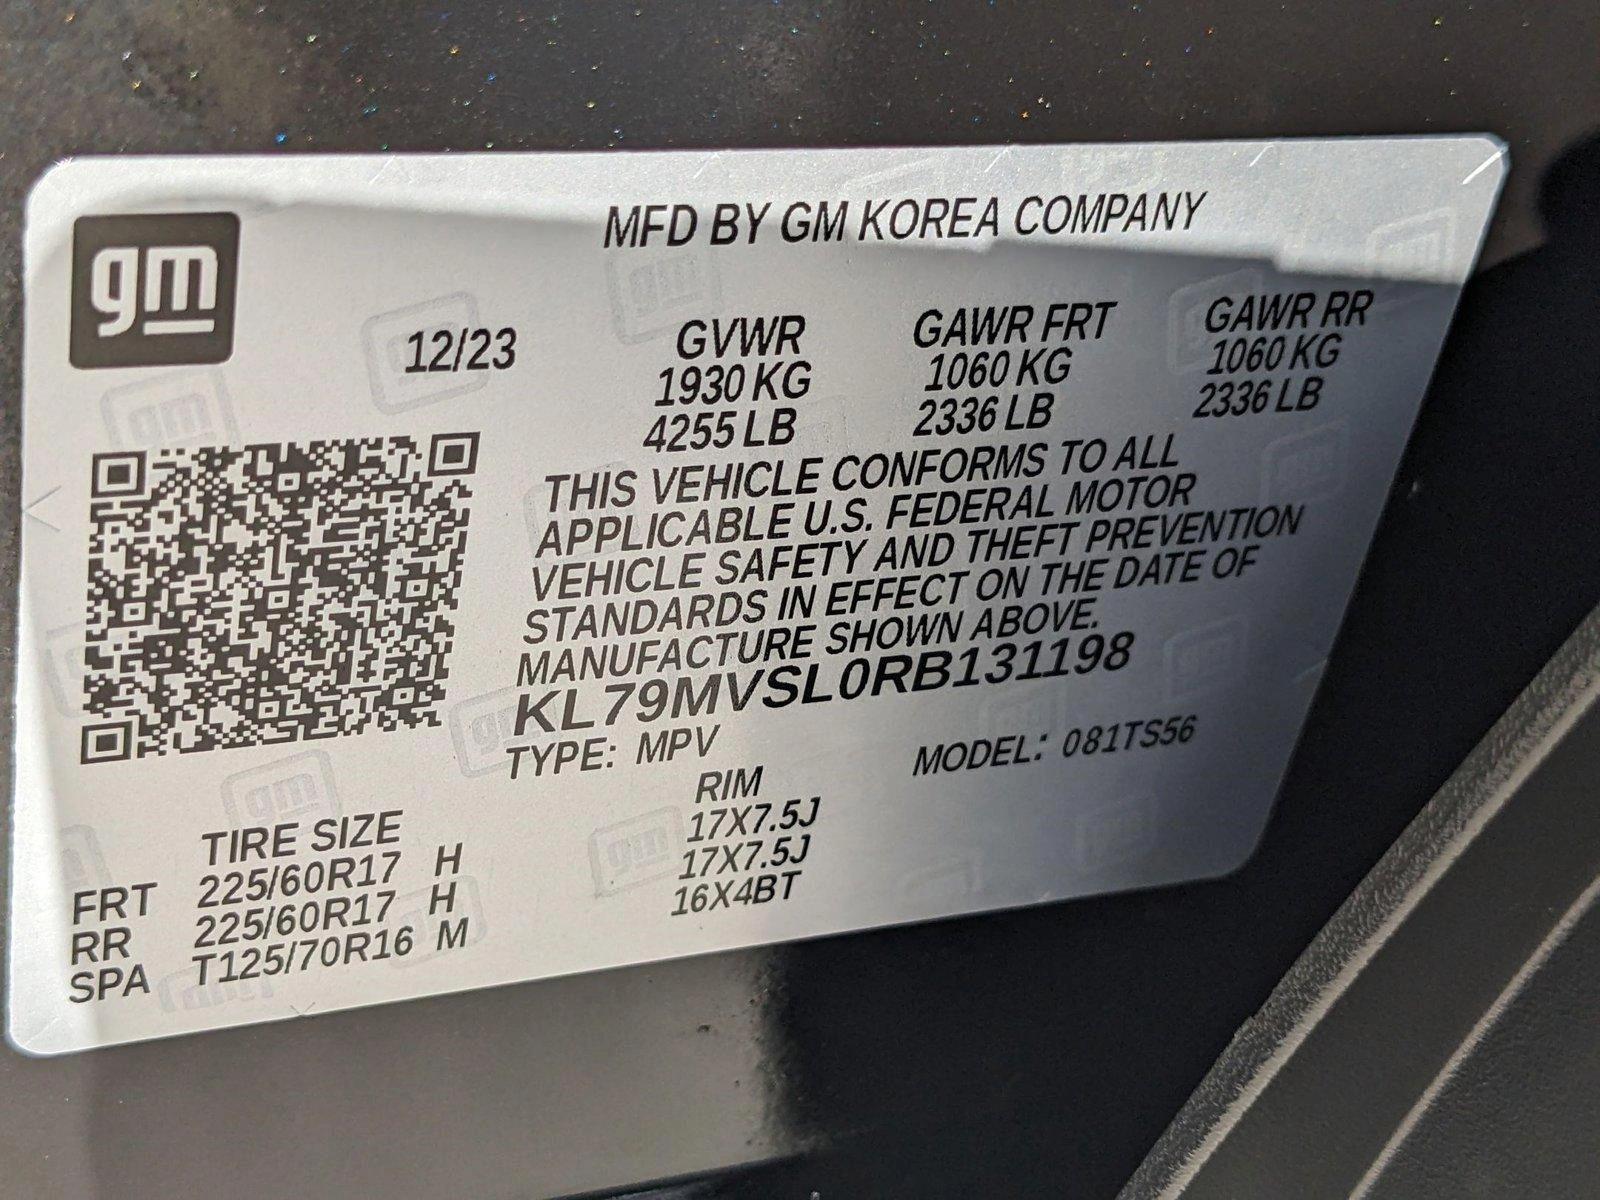 gm
MFD BY GM KOREA COMPANY
12/23 GVWR GAWR FRT GAWR RR
1930 KG 1060 KG 1060 KG
4255 LB 2336 LB 2336 LB
THIS VEHICLE CONFORMS TO ALL
APPLICABLE U.S. FEDERAL MOTOR
VEHICLE SAFETY AND THEFT PREVENTION
STANDARDS IN EFFECT ON THE DATE OF
MANUFACTURE SHOWN ABOVE.
KL79MVSL0RB131198
TYPE: MPV MODEL: 081TS56
TIRE SIZE RIM
FRT 225/60R17 H 17X7.5J
RR 225/60R17 H 17X7.5J
SPA T125/70R16 M 16X4BT